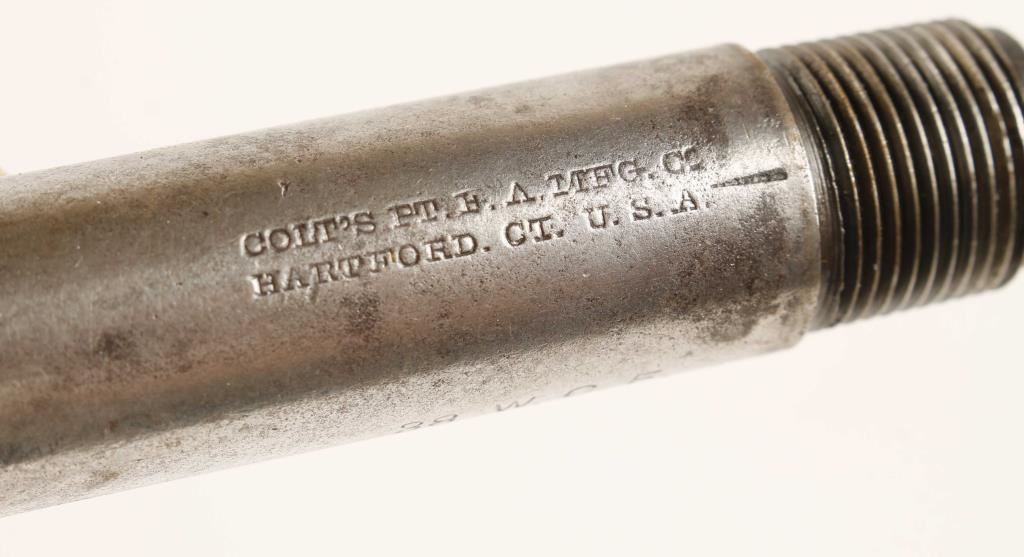 COLT'S PT. F. A. MFG. Co
HARTFORD. CT. U. S. A.